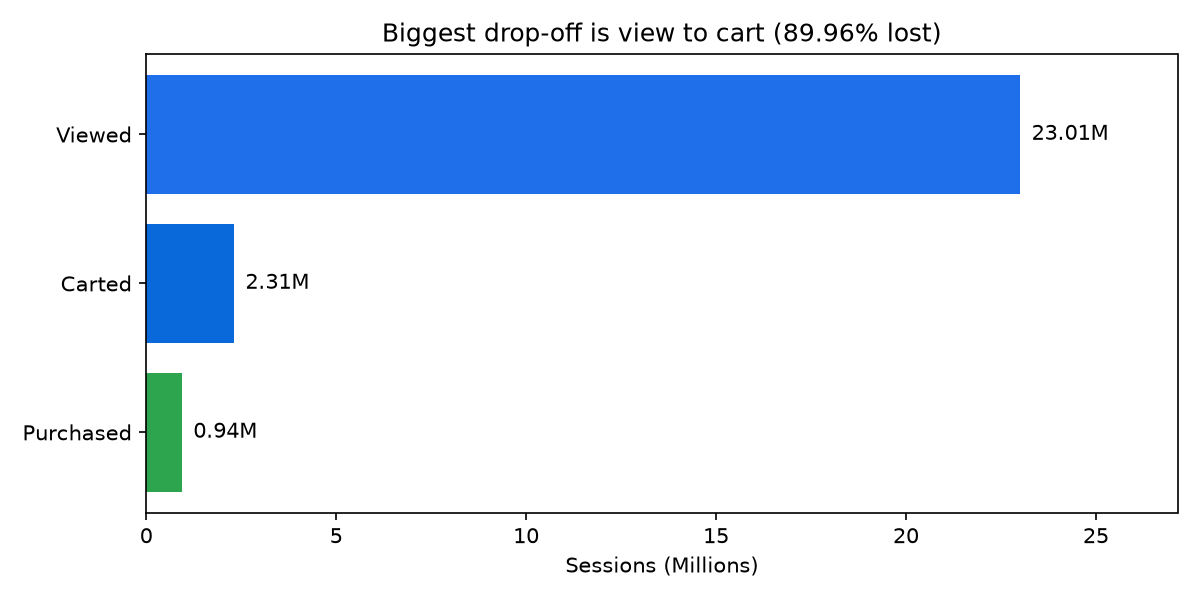 Biggest drop-off is view to cart (89.96% lost)
Viewed
23.01M
Carted
2.31M
Purchased
0.94M
0 5 10 15 20 25
Sessions (Millions)